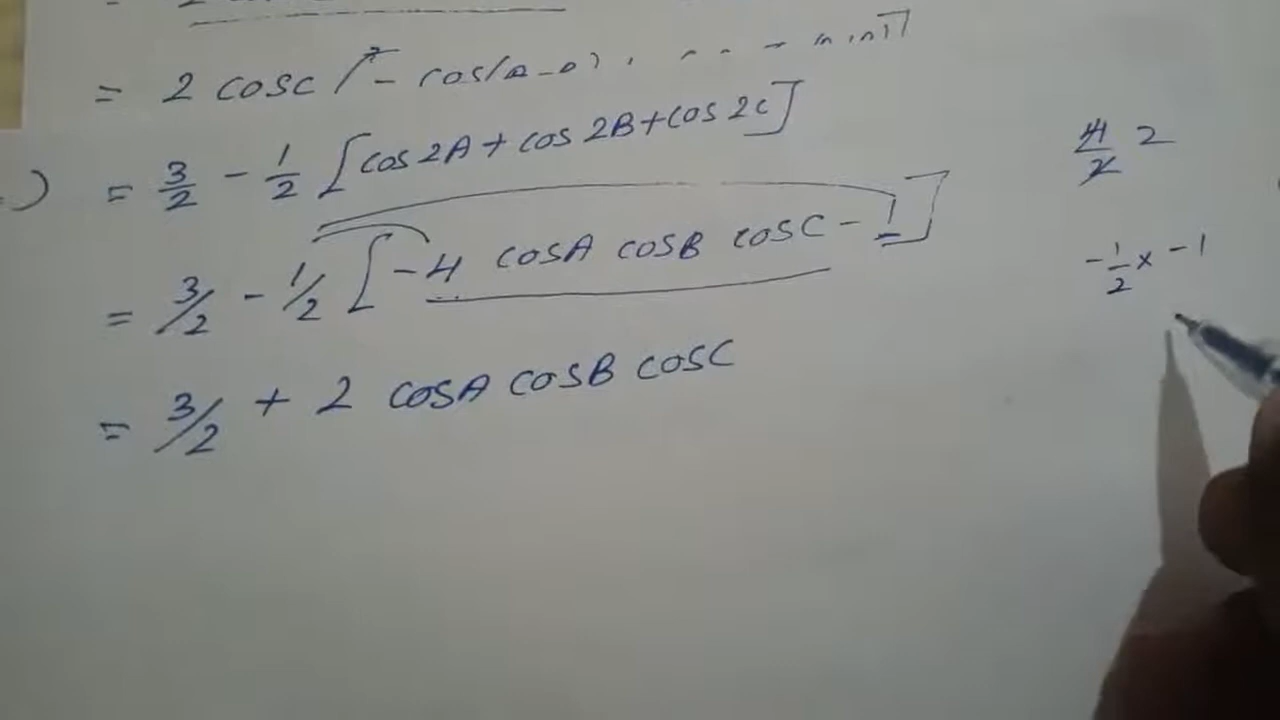 = 2 cosc
= 3/2 - 1/2 [cos 2A + cos 2B + cos 2c]
= 3/2 - 1/2 [-4 cosA cosB cosC - 1]
= 3/2 + 2 cosA cosB cosC
4/2 2
- 1/2 x - 1